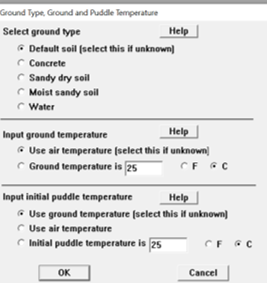 Ground Type, Ground and Puddle Temperature
Select ground type Help
Default soil (select this if unknown)
Concrete
Sandy dry soil
Moist sandy soil
Water
Input ground temperature Help
Use air temperature (select this if unknown)
Ground temperature is 25 F C
Input initial puddle temperature Help
Use ground temperature (select this if unknown)
Use air temperature
Initial puddle temperature is 25 F C
OK Cancel